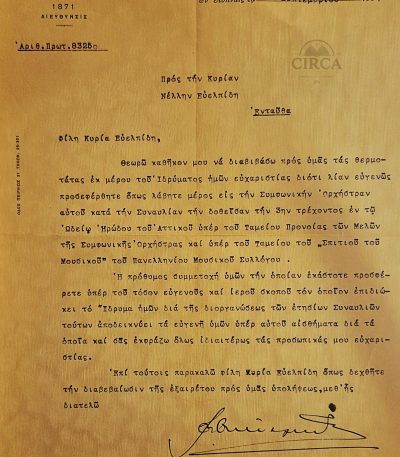 1871
ΔΙΕΥΘΥΝΣΙΣ
Ἀριθ.Πρωτ.8325
CIRCA
Πρός τήν Κυρίαν
Νέλλην Εὐελπίδη
Ἐνταῦθα
Φίλη Κυρία Εὐελπίδη,
Θεωρῶ καθῆκον μου νά διαβιβάσω πρός ὑμᾶς τάς θερμο-
τάτας ἐκ μέρου τοῦ Ἱδρύματος ἡμῶν εὐχαριστίας διότι λίαν εὐγενῶς
προσεφέρθητε ὅπως λάβητε μέρος εἰς τήν Συμφωνικήν Ὀρχήστραν
αὐτοῦ κατά τήν Συναυλίαν τήν δοθεῖσαν τήν 3ην τρέχοντος ἐν τῷ
Ὠδείῳ Ἡρώδου τοῦ Ἀττικοῦ ὑπέρ τοῦ Ταμείου Προνοίας τῶν Μελῶν
τῆς Συμφωνικῆς Ὀρχήστρας καί ὑπέρ τοῦ Ταμείου τοῦ "Σπιτιοῦ τοῦ
Μουσικοῦ" τοῦ Πανελληνίου Μουσικοῦ Συλλόγου .
Ἡ πρόθυμος συμμετοχή ὑμῶν τήν ὁποίαν ἑκάστοτε προσφέ-
ρετε ὑπέρ τοῦ τόσον εὐγενοῦς καί ἱεροῦ σκοποῦ τόν ὁποῖον ἐπιδιώ-
κει τό Ἵδρυμα ἡμῶν διά τῆς διοργανώσεως τῶν ἐτησίων Συναυλιῶν
τούτων ἀποδεικνύει τά εὐγενῆ ὑμῶν ὑπέρ αὐτοῦ αἰσθήματα διά τά
ὁποῖα καί σᾶς ἐκφράζω ὅλως ἰδιαιτέρως τάς προσωπικάς μου εὐχαρι-
στίας.
Ἐπί τούτοις παρακαλῶ φίλη Κυρία Εὐελπίδη ὅπως δεχθῆτε
τήν διαβεβαίωσιν τῆς ἐξαιρέτου πρός ὑμᾶς ὑπολήψεως,μεθ'ἧς
διατελῶ